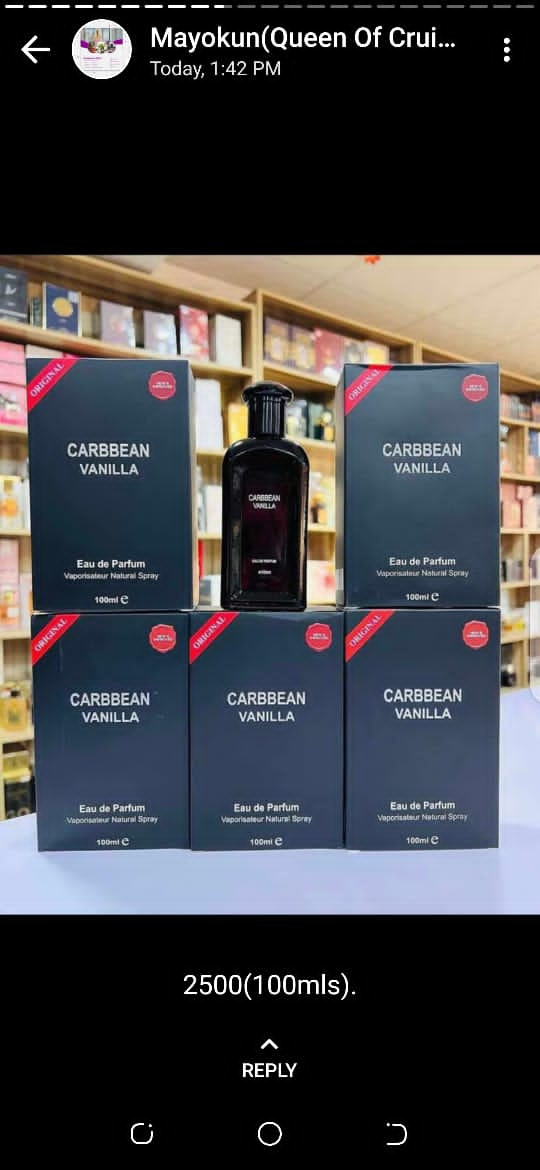 Mayokun(Queen Of Crui...
Today, 1:42 PM
ORIGINAL
CARBBEAN
VANILLA
Eau de Parfum
Vaporisateur Natural Spray
100ml e
CARBBEAN
VANILLA
EAU DE PARFUM
ORIGINAL
CARBBEAN
VANILLA
Eau de Parfum
Vaporisateur Natural Spray
100ml e
ORIGINAL
CARBBEAN
VANILLA
Eau de Parfum
Vaporisateur Natural Spray
100ml e
ORIGINAL
CARBBEAN
VANILLA
Eau de Parfum
Vaporisateur Natural Spray
100ml e
ORIGINAL
CARBBEAN
VANILLA
Eau de Parfum
Vaporisateur Natural Spray
100ml e
2500(100mls).
REPLY